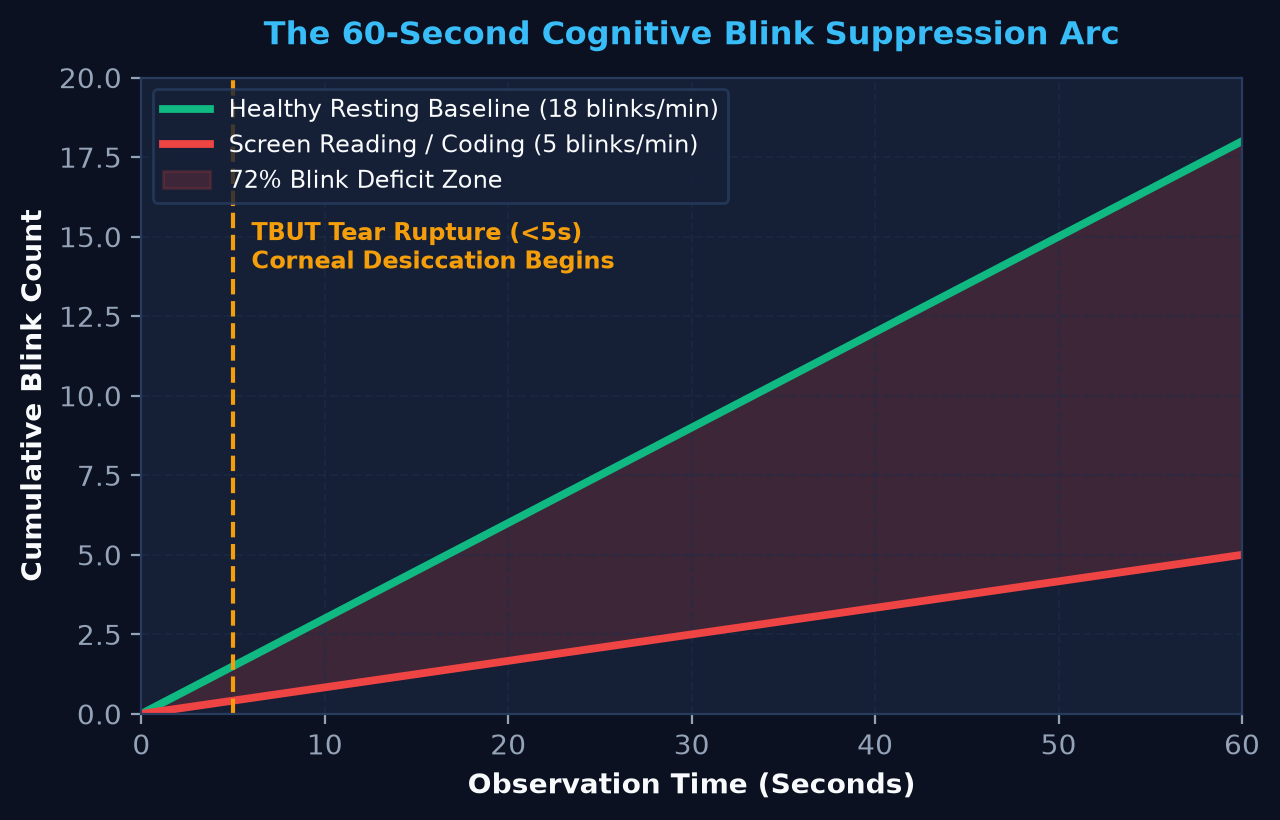 The 60-Second Cognitive Blink Suppression Arc
20.0
17.5
15.0
12.5
10.0
7.5
5.0
2.5
0.0
Cumulative Blink Count
Healthy Resting Baseline (18 blinks/min)
Screen Reading / Coding (5 blinks/min)
72% Blink Deficit Zone
TBUT Tear Rupture (<5s)
Corneal Desiccation Begins
0 10 20 30 40 50 60
Observation Time (Seconds)